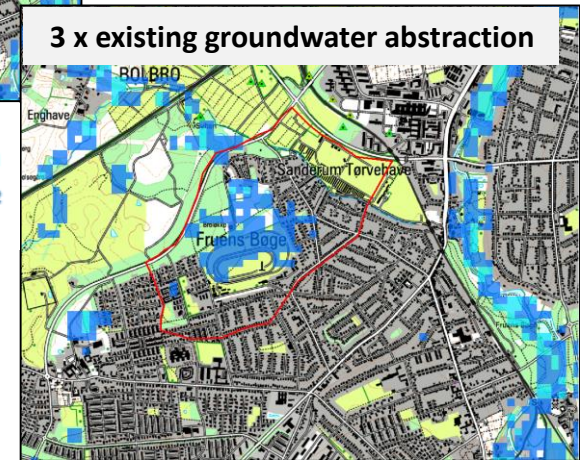 3 x existing groundwater abstraction
BOLBRO
Enghave
Sanderum Tørvehave
Fruens Bøge